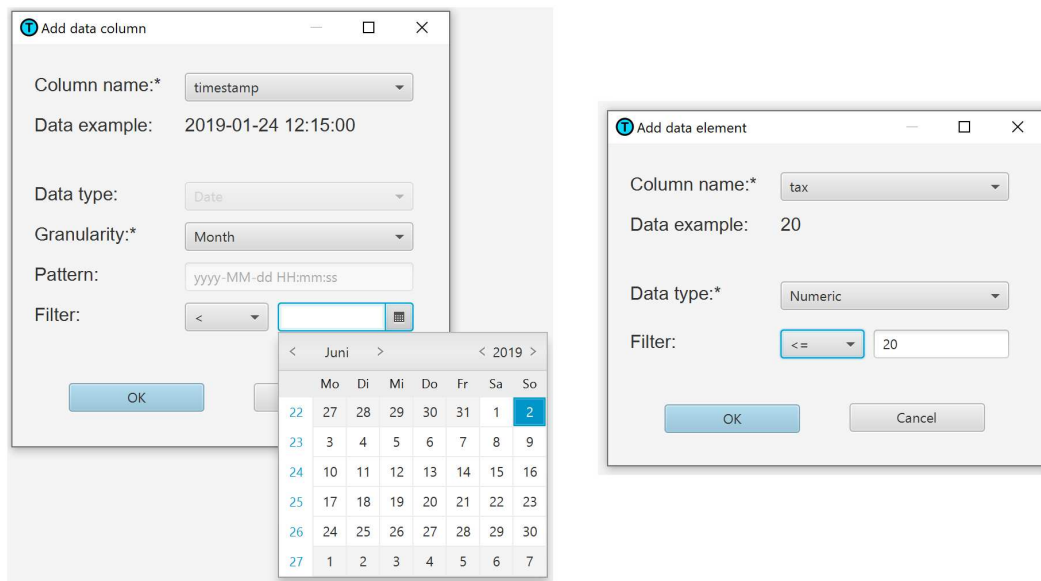 Add data column
Column name:* timestamp
Data example: 2019-01-24 12:15:00
Data type: Date
Granularity:* Month
Pattern: yyyy-MM-dd HH:mm:ss
Filter: <
< Juni > < 2019 >
Mo Di Mi Do Fr Sa So
22 27 28 29 30 31 1 2
23 3 4 5 6 7 8 9
24 10 11 12 13 14 15 16
25 17 18 19 20 21 22 23
26 24 25 26 27 28 29 30
27 1 2 3 4 5 6 7
OK
T Add data element
Column name:* tax
Data example: 20
Data type:* Numeric
Filter: <= 20
OK Cancel